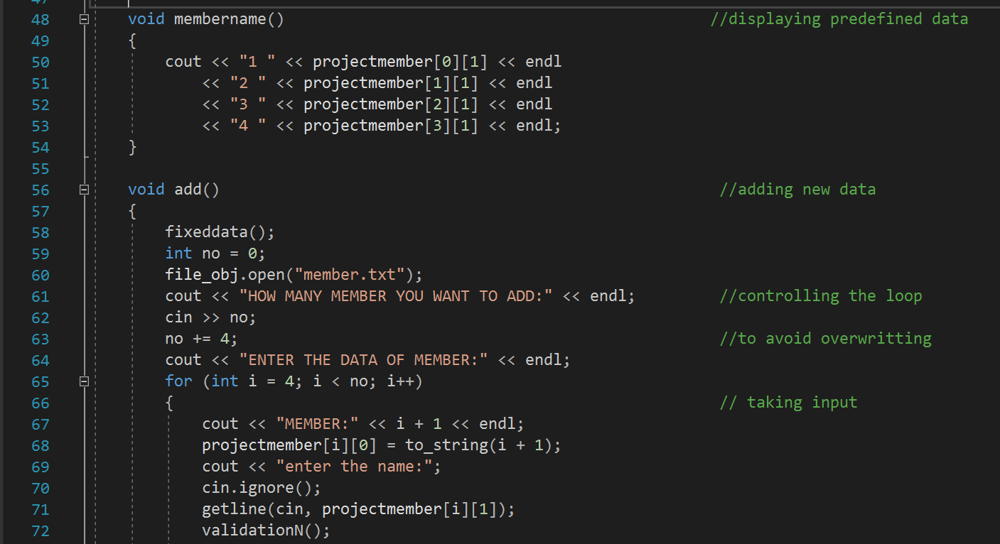 47
48 void membername() //displaying predefined data
49 {
50 cout << "1 " << projectmember[0][1] << endl
51 << "2 " << projectmember[1][1] << endl
52 << "3 " << projectmember[2][1] << endl
53 << "4 " << projectmember[3][1] << endl;
54 }
55
56 void add() //adding new data
57 {
58 fixeddata();
59 int no = 0;
60 file_obj.open("member.txt");
61 cout << "HOW MANY MEMBER YOU WANT TO ADD:" << endl; //controlling the loop
62 cin >> no;
63 no += 4; //to avoid overwritting
64 cout << "ENTER THE DATA OF MEMBER:" << endl;
65 for (int i = 4; i < no; i++)
66 { // taking input
67 cout << "MEMBER:" << i + 1 << endl;
68 projectmember[i][0] = to_string(i + 1);
69 cout << "enter the name:";
70 cin.ignore();
71 getline(cin, projectmember[i][1]);
72 validationN();